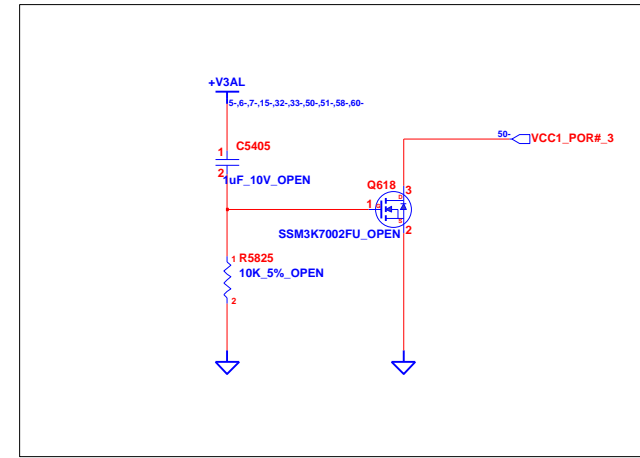 +V3AL
5-,6-,7-,15-,32-,33-,50-,51-,58-,60-
1
C5405
2
1uF_10V_OPEN
50-
VCC1_POR#_3
Q618
3
D
1
G
S
2
SSM3K7002FU_OPEN
1
R5825
10K_5%_OPEN
2